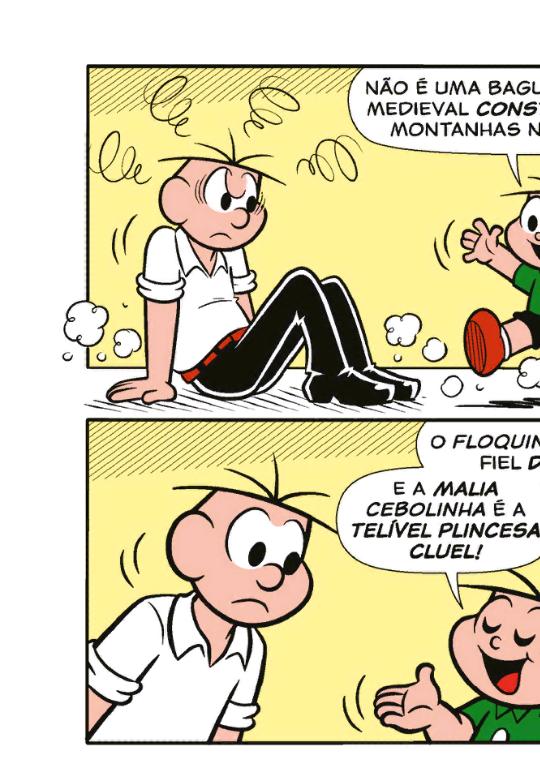 NÃO É UMA BAGU
MEDIEVAL CONST
MONTANHAS N
O FLOQUIN
FIEL D
E A MALIA
CEBOLINHA É A
TELÍVEL PLINCESA
CLUEL!